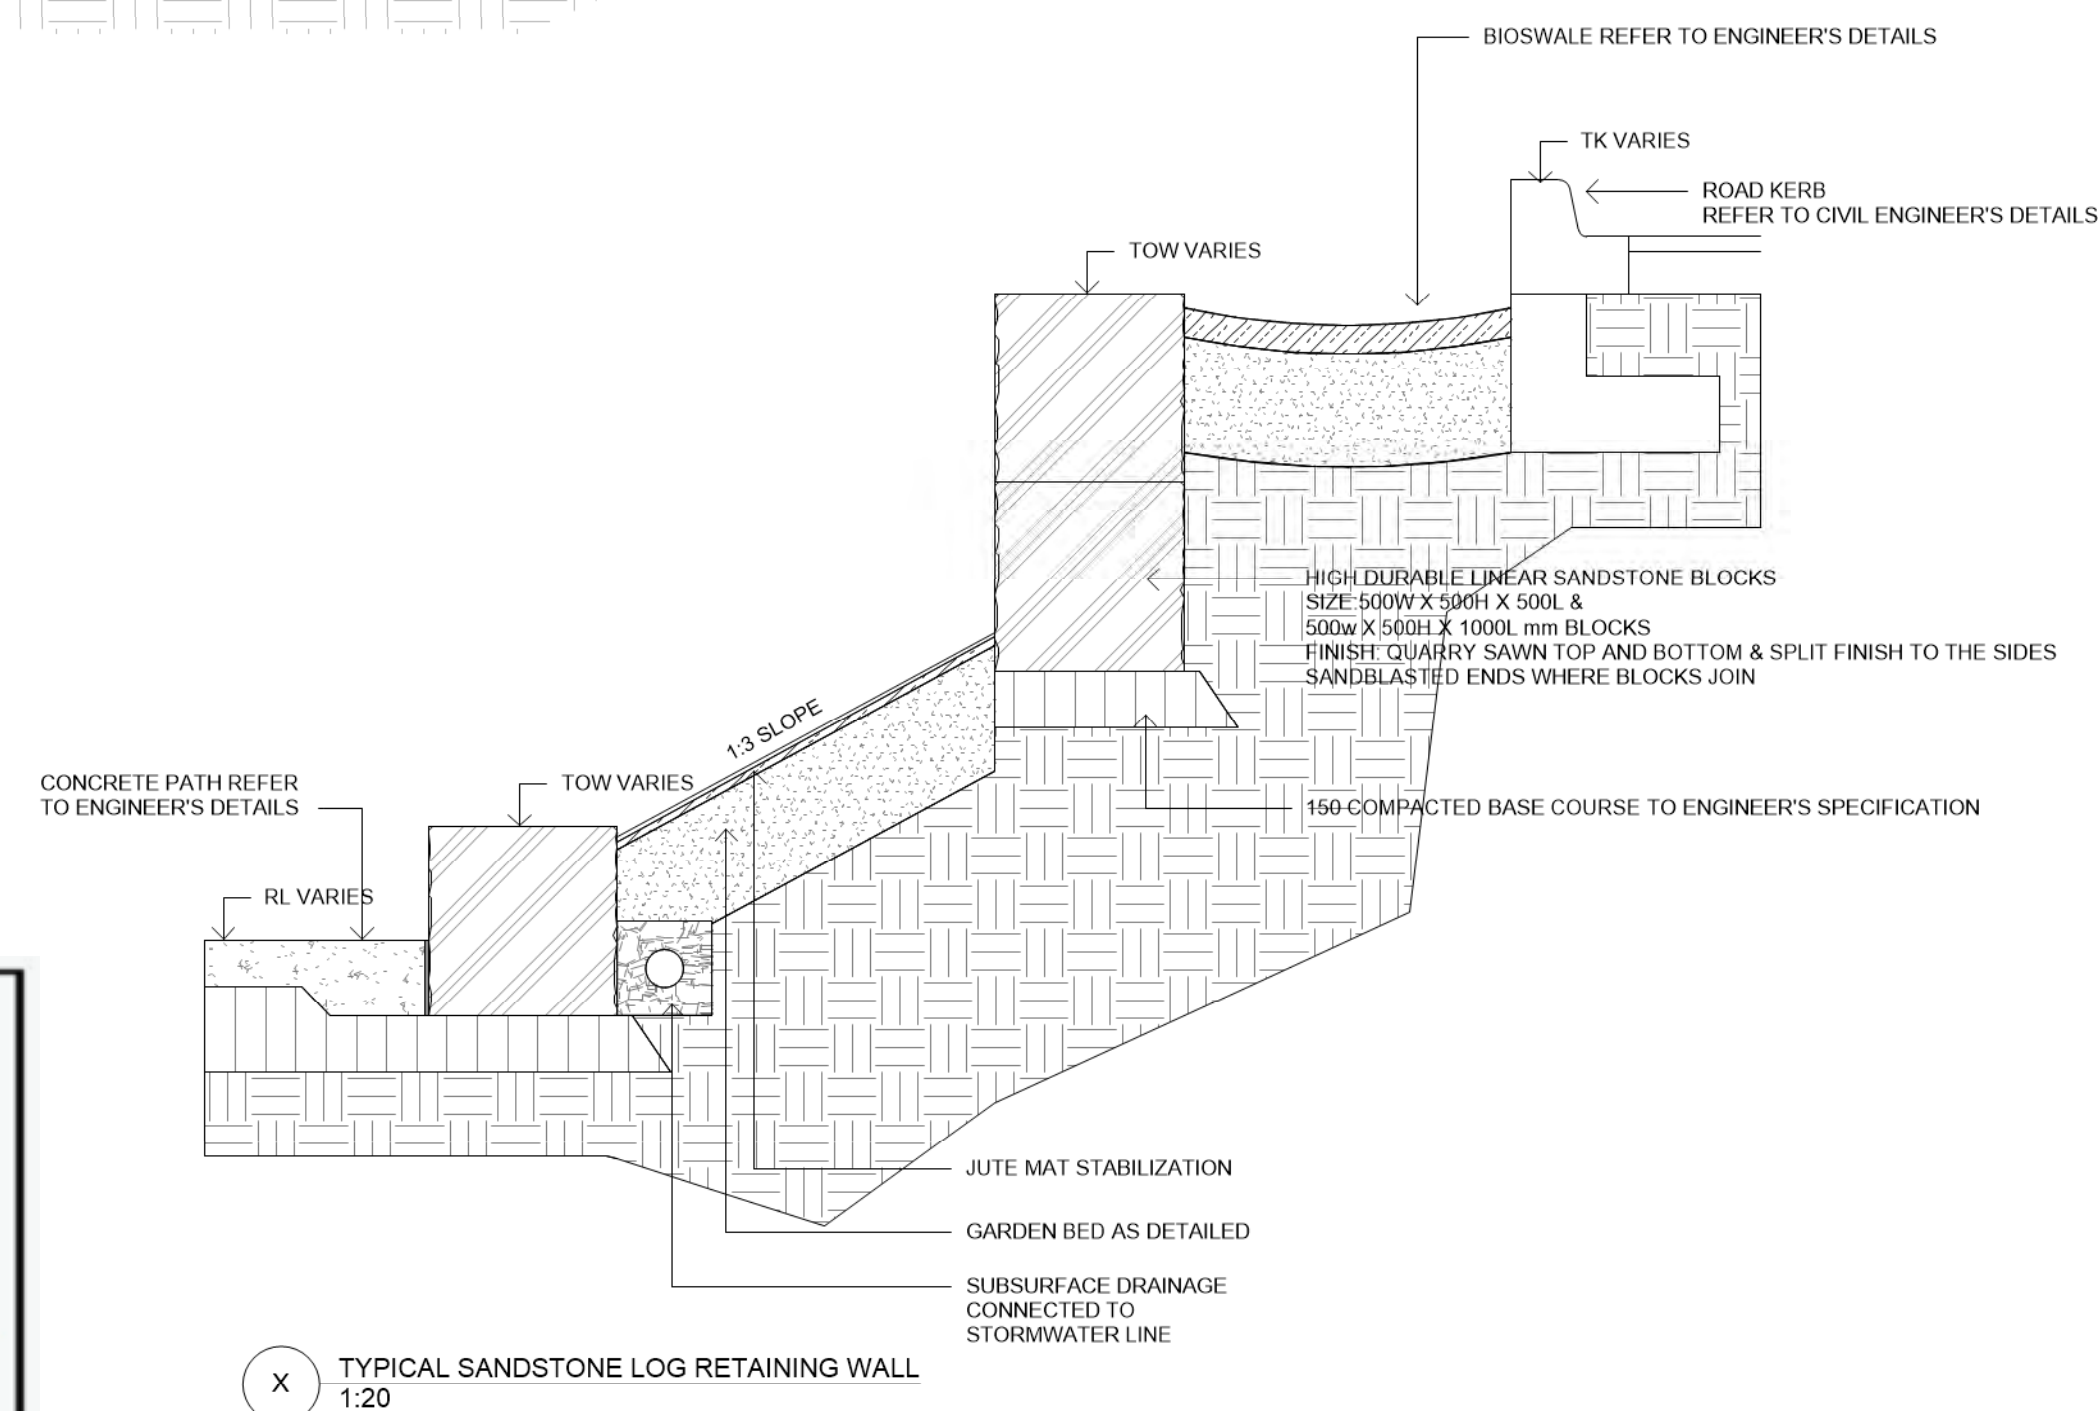 BIOSWALE REFER TO ENGINEER'S DETAILS
TK VARIES
ROAD KERB
REFER TO CIVIL ENGINEER'S DETAILS
TOW VARIES
HIGH DURABLE LINEAR SANDSTONE BLOCKS
SIZE:500W X 500H X 500L &
500w X 500H X 1000L mm BLOCKS
FINISH: QUARRY SAWN TOP AND BOTTOM & SPLIT FINISH TO THE SIDES
SANDBLASTED ENDS WHERE BLOCKS JOIN
1:3 SLOPE
CONCRETE PATH REFER
TO ENGINEER'S DETAILS
TOW VARIES
150 COMPACTED BASE COURSE TO ENGINEER'S SPECIFICATION
RL VARIES
JUTE MAT STABILIZATION
GARDEN BED AS DETAILED
SUBSURFACE DRAINAGE
CONNECTED TO
STORMWATER LINE
X
TYPICAL SANDSTONE LOG RETAINING WALL
1:20